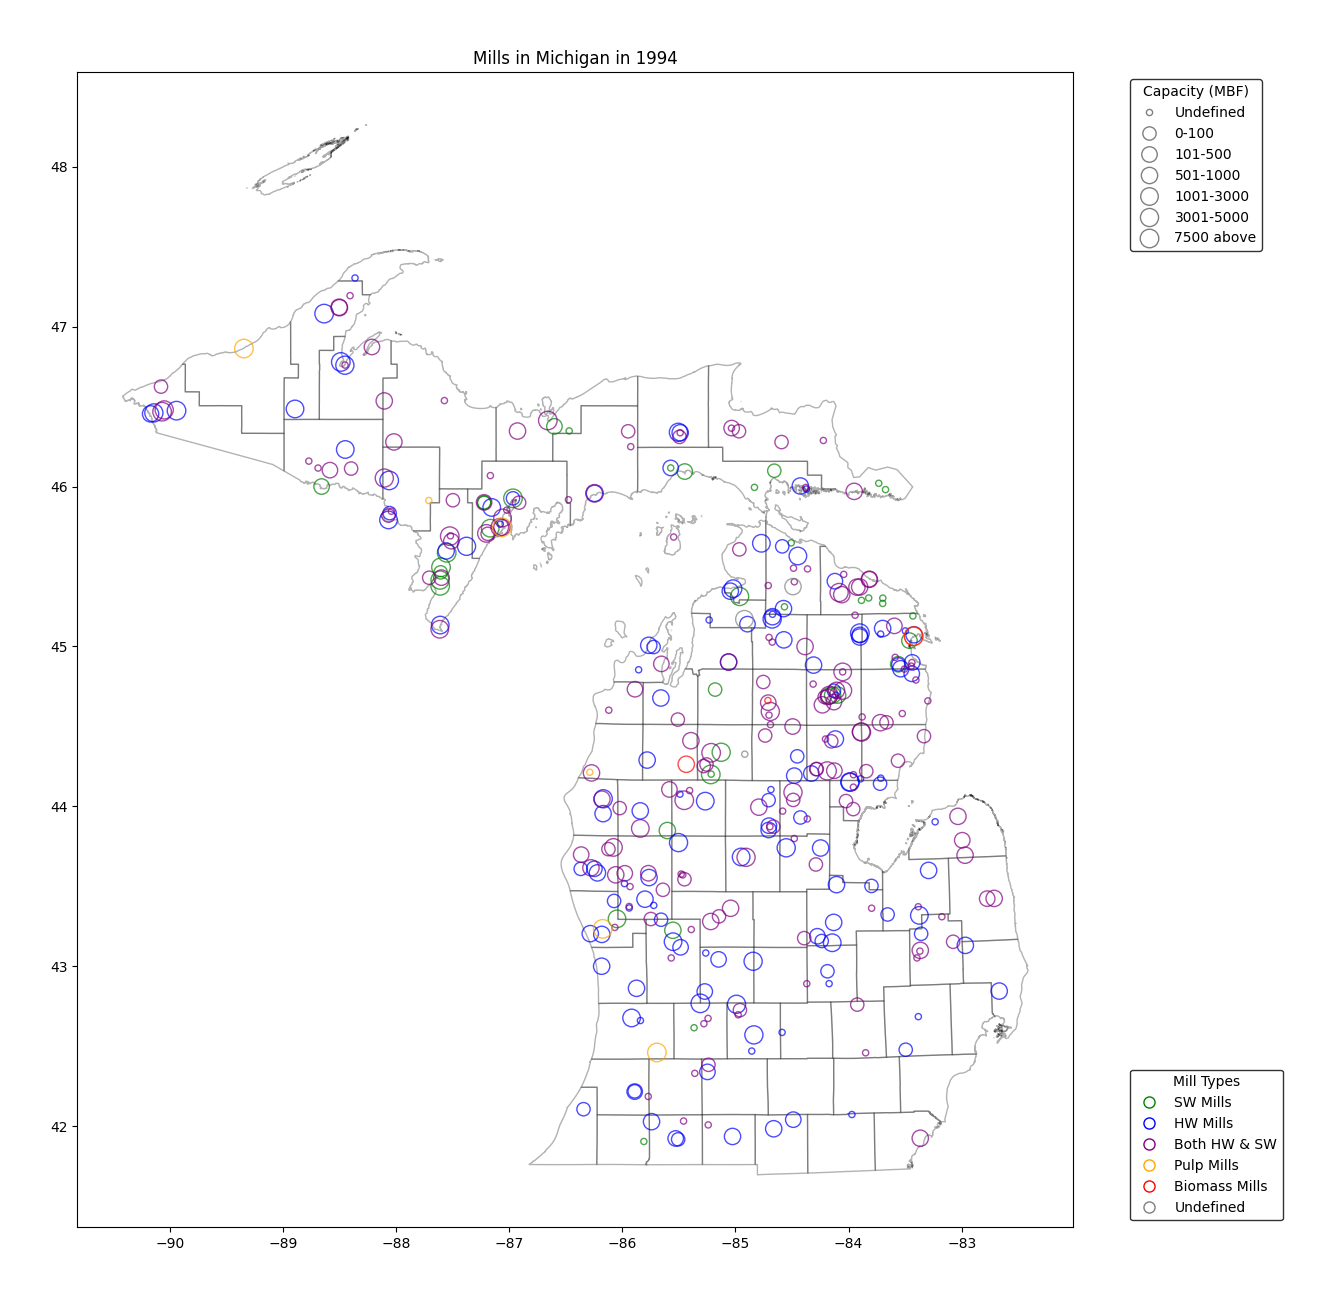 Mills in Michigan in 1994
Capacity (MBF)
Undefined
0-100
101-500
501-1000
1001-3000
3001-5000
7500 above
48
47
46
45
44
43
42
−90
−89
−88
−87
−86
−85
−84
−83
Mill Types
SW Mills
HW Mills
Both HW & SW
Pulp Mills
Biomass Mills
Undefined